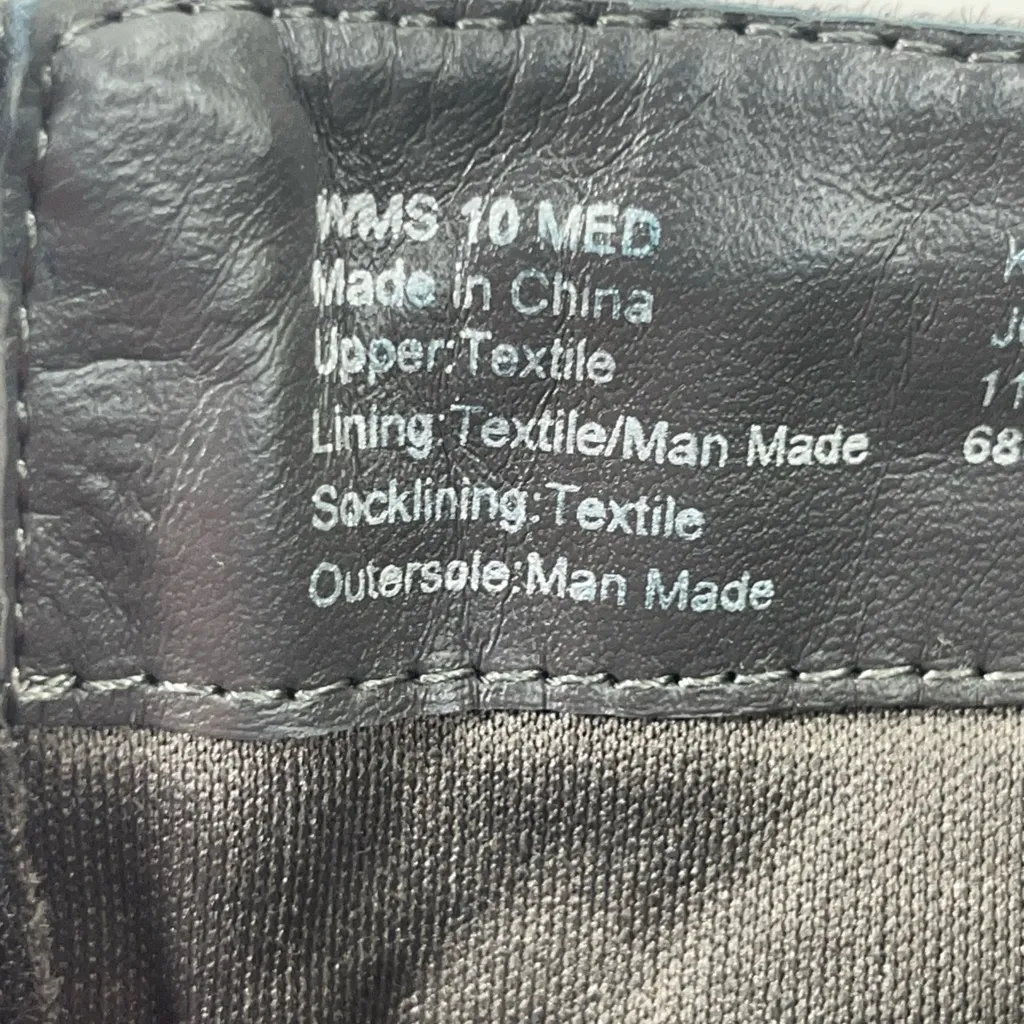 WMS 10 MED
Made in China
Upper:Textile
Lining:Textile/Man Made
Socklining:Textile
Outersole:Man Made